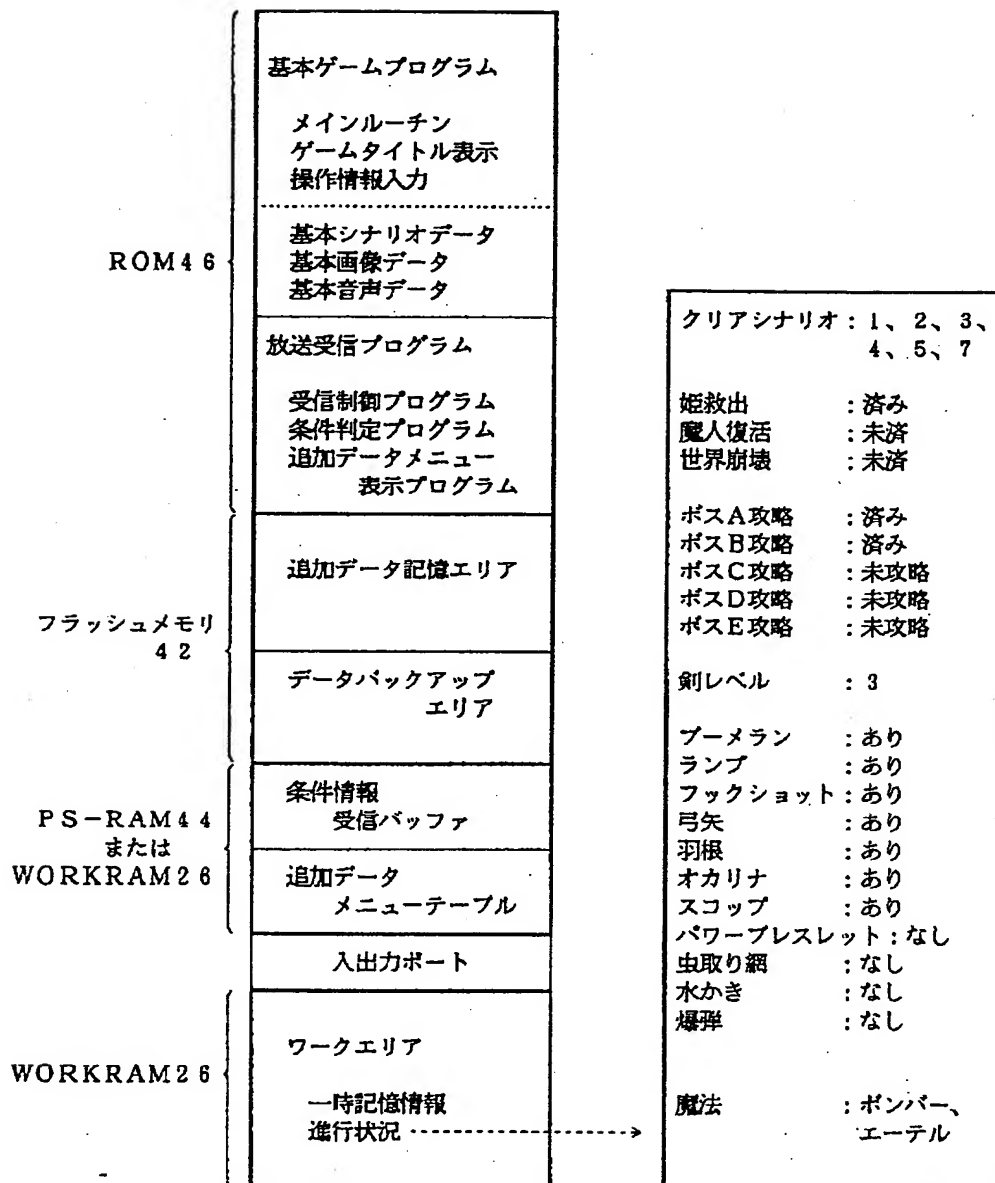 基本ゲームプログラム
メインルーチン
ゲームタイトル表示
操作情報入力
基本シナリオデータ
基本画像データ
基本音声データ
ROM46
放送受信プログラム
受信制御プログラム
条件判定プログラム
追加データメニュー
表示プログラム
追加データ記憶エリア
フラッシュメモリ
42
データバックアップ
エリア
条件情報
受信バッファ
PS-RAM44
または
WORKRAM26
追加データ
メニューテーブル
入出力ポート
ワークエリア
WORKRAM26
一時記憶情報
進行状況
クリアシナリオ：1、2、3、
4、5、7
姫救出　：済み
魔人復活　：未済
世界崩壊　：未済
ボスA攻略　：済み
ボスB攻略　：済み
ボスC攻略　：未攻略
ボスD攻略　：未攻略
ボスE攻略　：未攻略
剣レベル　：3
ブーメラン　：あり
ランプ　：あり
フックショット：あり
弓矢　：あり
羽根　：あり
オカリナ　：あり
スコップ　：あり
パワーブレスレット：なし
虫取り網　：なし
水かき　：なし
爆弾　：なし
魔法　：ボンバー、
エーテル